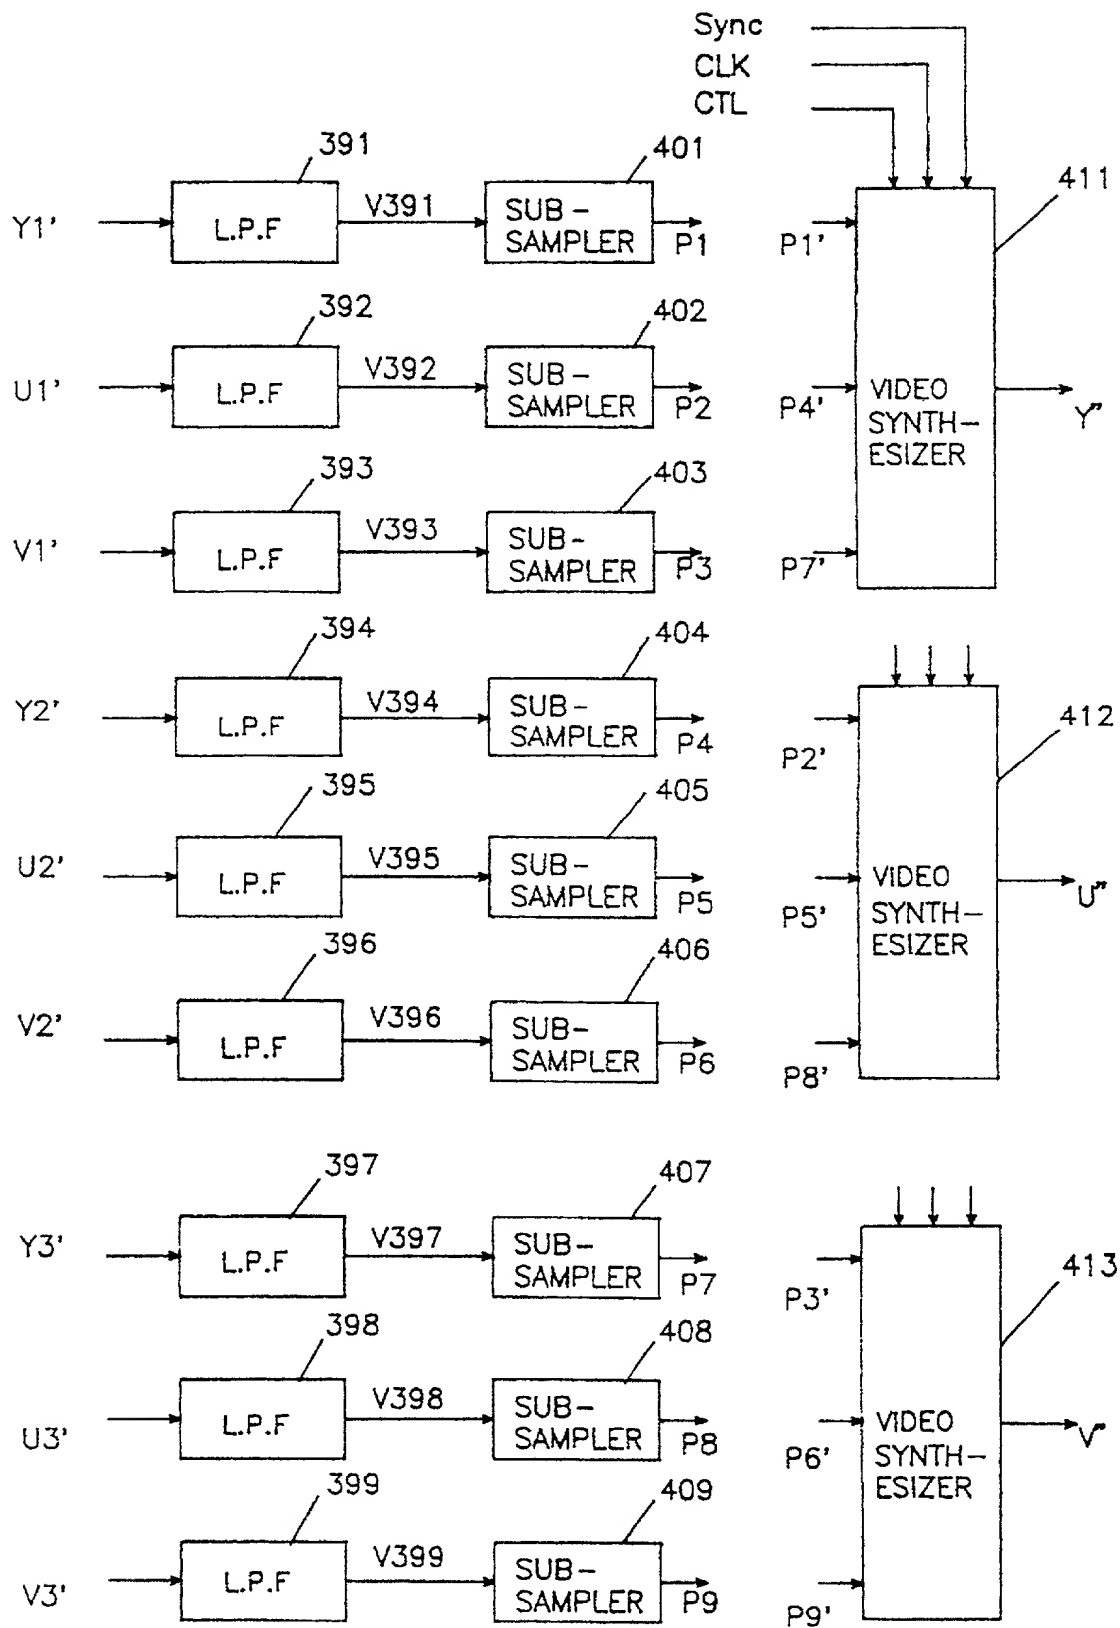 Sync
CLK
CTL
391
401
411
Y1'
L.P.F
V391
SUB-
SAMPLER
P1
P1'
392
402
U1'
L.P.F
V392
SUB-
SAMPLER
P2
P4'
VIDEO
SYNTH-
ESIZER
Y"
393
403
V1'
L.P.F
V393
SUB-
SAMPLER
P3
P7'
394
404
412
Y2'
L.P.F
V394
SUB-
SAMPLER
P4
P2'
395
405
U2'
L.P.F
V395
SUB-
SAMPLER
P5
P5'
VIDEO
SYNTH-
ESIZER
U"
396
406
V2'
L.P.F
V396
SUB-
SAMPLER
P6
P8'
397
407
413
Y3'
L.P.F
V397
SUB-
SAMPLER
P7
P3'
398
408
U3'
L.P.F
V398
SUB-
SAMPLER
P8
P6'
VIDEO
SYNTH-
ESIZER
V"
399
409
V3'
L.P.F
V399
SUB-
SAMPLER
P9
P9'